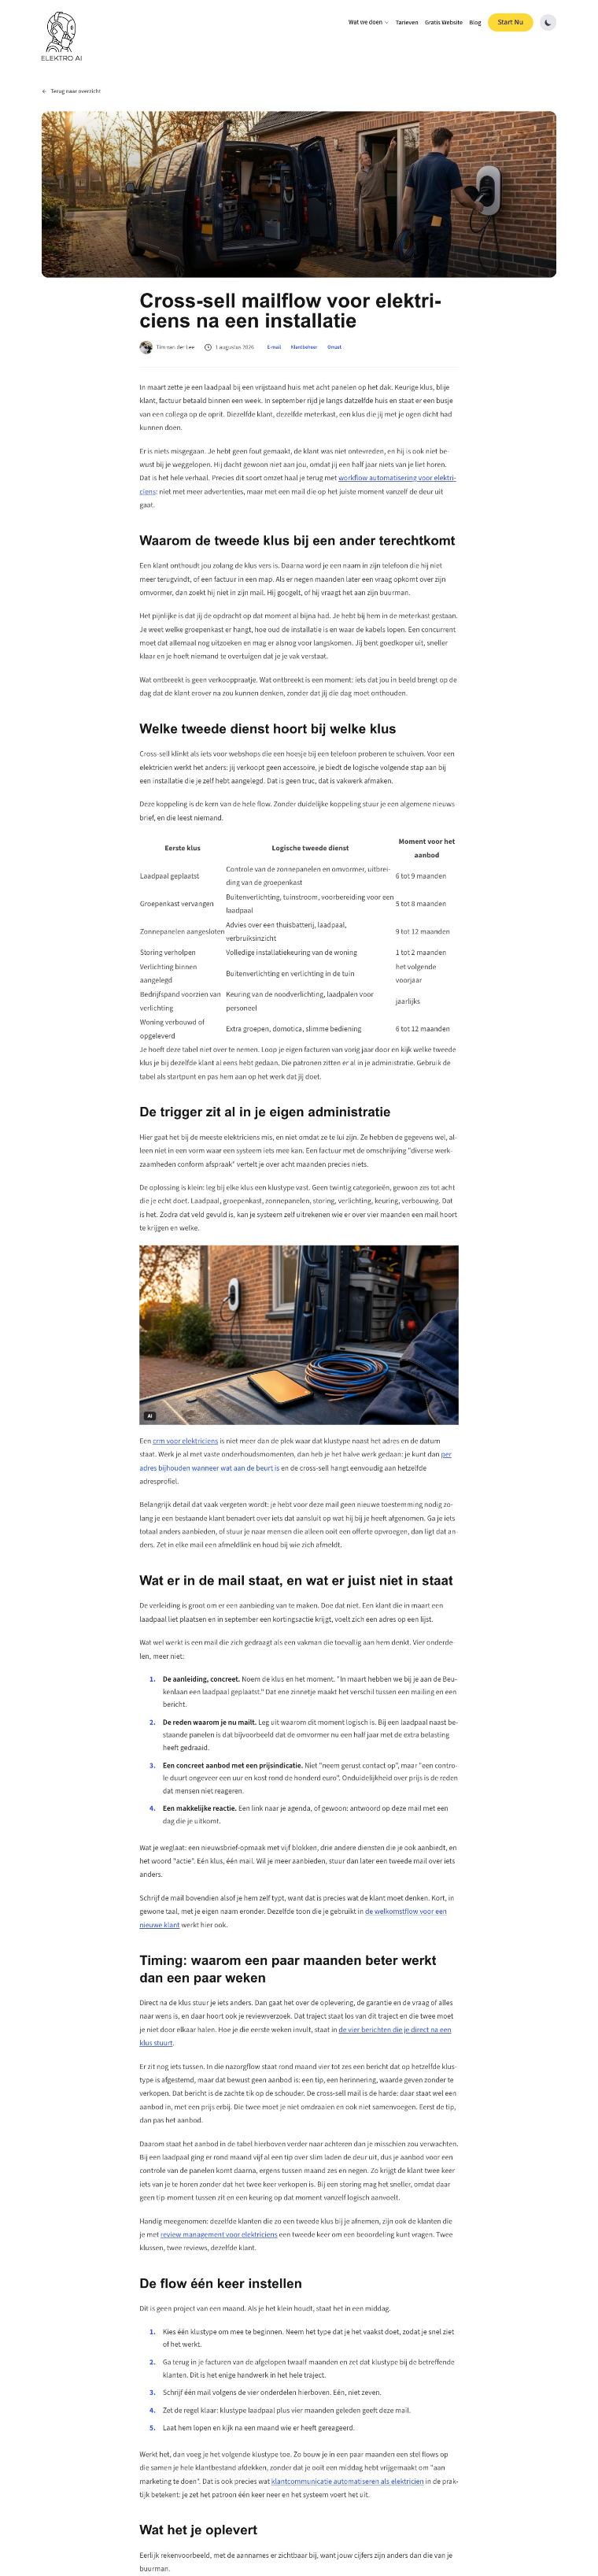 Wat we doen
Tarieven
Gratis Website
Blog
Start Nu
ELEKTRO AI
← Terug naar overzicht
Cross-sell mailflow voor elektri-
ciens na een installatie
Tim van der Lee
1 augustus 2026
E-mail
Klantbeheer
Omzet
In maart zette je een laadpaal bij een vrijstaand huis met acht panelen op het dak. Keurige klus, blije
klant, factuur betaald binnen een week. In september rijd je langs datzelfde huis en staat er een busje
van een collega op de oprit. Diezelfde klant, dezelfde meterkast, een klus die jij met je ogen dicht had
kunnen doen.
Er is niets misgegaan. Je hebt geen fout gemaakt, de klant was niet ontevreden, en hij is ook niet be-
wust bij je weggelopen. Hij dacht gewoon niet aan jou, omdat jij een half jaar niets van je liet horen.
Dat is het hele verhaal. Precies dit soort omzet haal je terug met workflow automatisering voor elektri-
ciens: niet met meer advertenties, maar met een mail die op het juiste moment vanzelf de deur uit
gaat.
Waarom de tweede klus bij een ander terechtkomt
Een klant onthoudt jou zolang de klus vers is. Daarna word je een naam in zijn telefoon die hij niet
meer terugvindt, of een factuur in een map. Als er negen maanden later een vraag opkomt over zijn
omvormer, dan zoekt hij niet in zijn mail. Hij googelt, of hij vraagt het aan zijn buurman.
Het pijnlijke is dat jij de opdracht op dat moment al bijna had. Je hebt bij hem in de meterkast gestaan.
Je weet welke groepenkast er hangt, hoe oud de installatie is en waar de kabels lopen. Een concurrent
moet dat allemaal nog uitzoeken en mag er alsnog voor langskomen. Jij bent goedkoper uit, sneller
klaar en je hoeft niemand te overtuigen dat je je vak verstaat.
Wat ontbreekt is geen verkooppraatje. Wat ontbreekt is een moment: iets dat jou in beeld brengt op de
dag dat de klant erover na zou kunnen denken, zonder dat jij die dag moet onthouden.
Welke tweede dienst hoort bij welke klus
Cross-sell klinkt als iets voor webshops die een hoesje bij een telefoon proberen te schuiven. Voor een
elektricien werkt het anders: jij verkoopt geen accessoire, je biedt de logische volgende stap aan bij
een installatie die je zelf hebt aangelegd. Dat is geen truc, dat is vakwerk afmaken.
Deze koppeling is de kern van de hele flow. Zonder duidelijke koppeling stuur je een algemene nieuws-
brief, en die leest niemand.
Eerste klus | Logische tweede dienst | Moment voor het aanbod
Laadpaal geplaatst | Controle van de zonnepanelen en omvormer, uitbrei-ding van de groepenkast | 6 tot 9 maanden
Groepenkast vervangen | Buitenverlichting, tuinstroom, voorbereiding voor een laadpaal | 5 tot 8 maanden
Zonnepanelen aangesloten | Advies over een thuisbatterij, laadpaal, verbruiksinzicht | 9 tot 12 maanden
Storing verholpen | Volledige installatiekeuring van de woning | 1 tot 2 maanden
Verlichting binnen aangelegd | Buitenverlichting en verlichting in de tuin | het volgende voorjaar
Bedrijfspand voorzien van verlichting | Keuring van de noodverlichting, laadpalen voor personeel | jaarlijks
Woning verbouwd of opgeleverd | Extra groepen, domotica, slimme bediening | 6 tot 12 maanden
Je hoeft deze tabel niet over te nemen. Loop je eigen facturen van vorig jaar door en kijk welke tweede
klus je bij dezelfde klant al eens hebt gedaan. Die patronen zitten er al in je administratie. Gebruik de
tabel als startpunt en pas hem aan op het werk dat jij doet.
De trigger zit al in je eigen administratie
Hier gaat het bij de meeste elektriciens mis, en niet omdat ze te lui zijn. Ze hebben de gegevens wel, al-
leen niet in een vorm waar een systeem iets mee kan. Een factuur met de omschrijving "diverse werk-
zaamheden conform afspraak" vertelt je over acht maanden precies niets.
De oplossing is klein: leg bij elke klus een klustype vast. Geen twintig categorieën, gewoon zes tot acht
die je echt doet. Laadpaal, groepenkast, zonnepanelen, storing, verlichting, keuring, verbouwing. Dat
is het. Zodra dat veld gevuld is, kan je systeem zelf uitrekenen wie er over vier maanden een mail hoort
te krijgen en welke.
AI
Een crm voor elektriciens is niet meer dan de plek waar dat klustype naast het adres en de datum
staat. Werk je al met vaste onderhoudsmomenten, dan heb je het halve werk gedaan: je kunt dan per
adres bijhouden wanneer wat aan de beurt is en de cross-sell hangt eenvoudig aan hetzelfde
adresprofiel.
Belangrijk detail dat vaak vergeten wordt: je hebt voor deze mail geen nieuwe toestemming nodig zo-
lang je een bestaande klant benadert over iets dat aansluit op wat hij bij je heeft afgenomen. Ga je iets
totaal anders aanbieden, of stuur je naar mensen die alleen ooit een offerte opvroegen, dan ligt dat an-
ders. Zet in elke mail een afmeldlink en houd bij wie zich afmeldt.
Wat er in de mail staat, en wat er juist niet in staat
De verleiding is groot om er een aanbieding van te maken. Doe dat niet. Een klant die in maart een
laadpaal liet plaatsen en in september een kortingsactie krijgt, voelt zich een adres op een lijst.
Wat wel werkt is een mail die zich gedraagt als een vakman die toevallig aan hem denkt. Vier onderde-
len, meer niet:
1. De aanleiding, concreet. Noem de klus en het moment. "In maart hebben we bij je aan de Beu-
kenlaan een laadpaal geplaatst." Dat ene zinnetje maakt het verschil tussen een mailing en een
bericht.
2. De reden waarom je nu mailt. Leg uit waarom dit moment logisch is. Bij een laadpaal naast be-
staande panelen is dat bijvoorbeeld dat de omvormer nu een half jaar met de extra belasting
heeft gedraaid.
3. Een concreet aanbod met een prijsindicatie. Niet "neem gerust contact op", maar "een contro-
le duurt ongeveer een uur en kost rond de honderd euro". Onduidelijkheid over prijs is de reden
dat mensen niet reageren.
4. Een makkelijke reactie. Een link naar je agenda, of gewoon: antwoord op deze mail met een
dag die je uitkomt.
Wat je weglaat: een nieuwsbrief-opmaak met vijf blokken, drie andere diensten die je ook aanbiedt, en
het woord "actie". Eén klus, één mail. Wil je meer aanbieden, stuur dan later een tweede mail over iets
anders.
Schrijf de mail bovendien alsof je hem zelf typt, want dat is precies wat de klant moet denken. Kort, in
gewone taal, met je eigen naam eronder. Dezelfde toon die je gebruikt in de welkomstflow voor een
nieuwe klant werkt hier ook.
Timing: waarom een paar maanden beter werkt
dan een paar weken
Direct na de klus stuur je iets anders. Dan gaat het over de oplevering, de garantie en de vraag of alles
naar wens is, en daar hoort ook je reviewverzoek. Dat traject staat los van dit traject en die twee moet
je niet door elkaar halen. Hoe je die eerste weken invult, staat in de vier berichten die je direct na een
klus stuurt.
Er zit nog iets tussen. In de nazorgflow staat rond maand vier tot zes een bericht dat op hetzelfde klus-
type is afgestemd, maar dat bewust geen aanbod is: een tip, een herinnering, waarde geven zonder te
verkopen. Dat bericht is de zachte tik op de schouder. De cross-sell mail is de harde: daar staat wel een
aanbod in, met een prijs erbij. Die twee moet je niet omdraaien en ook niet samenvoegen. Eerst de tip,
dan pas het aanbod.
Daarom staat het aanbod in de tabel hierboven verder naar achteren dan je misschien zou verwachten.
Bij een laadpaal ging er rond maand vijf al een tip over slim laden de deur uit, dus je aanbod voor een
controle van de panelen komt daarna, ergens tussen maand zes en negen. Zo krijgt de klant twee keer
iets van je te horen zonder dat het twee keer verkopen is. Bij een storing mag het sneller, omdat daar
geen tip-moment tussen zit en een keuring op dat moment vanzelf logisch aanvoelt.
Handig meegenomen: dezelfde klanten die zo een tweede klus bij je afnemen, zijn ook de klanten die
je met review management voor elektriciens een tweede keer om een beoordeling kunt vragen. Twee
klussen, twee reviews, dezelfde klant.
De flow één keer instellen
Dit is geen project van een maand. Als je het klein houdt, staat het in een middag.
1. Kies één klustype om mee te beginnen. Neem het type dat je het vaakst doet, zodat je snel ziet
of het werkt.
2. Ga terug in je facturen van de afgelopen twaalf maanden en zet dat klustype bij de betreffende
klanten. Dit is het enige handwerk in het hele traject.
3. Schrijf één mail volgens de vier onderdelen hierboven. Eén, niet zeven.
4. Zet de regel klaar: klustype laadpaal plus vier maanden geleden geeft deze mail.
5. Laat hem lopen en kijk na een maand wie er heeft gereageerd.
Werkt het, dan voeg je het volgende klustype toe. Zo bouw je in een paar maanden een stel flows op
die samen je hele klantbestand afdekken, zonder dat je ooit een middag hebt vrijgemaakt om "aan
marketing te doen". Dat is ook precies wat klantcommunicatie automatiseren als elektricien in de prak-
tijk betekent: je zet het patroon één keer neer en het systeem voert het uit.
Wat het je oplevert
Eerlijk rekenvoorbeeld, met de aannames er zichtbaar bij, want jouw cijfers zijn anders dan die van je
buurman.